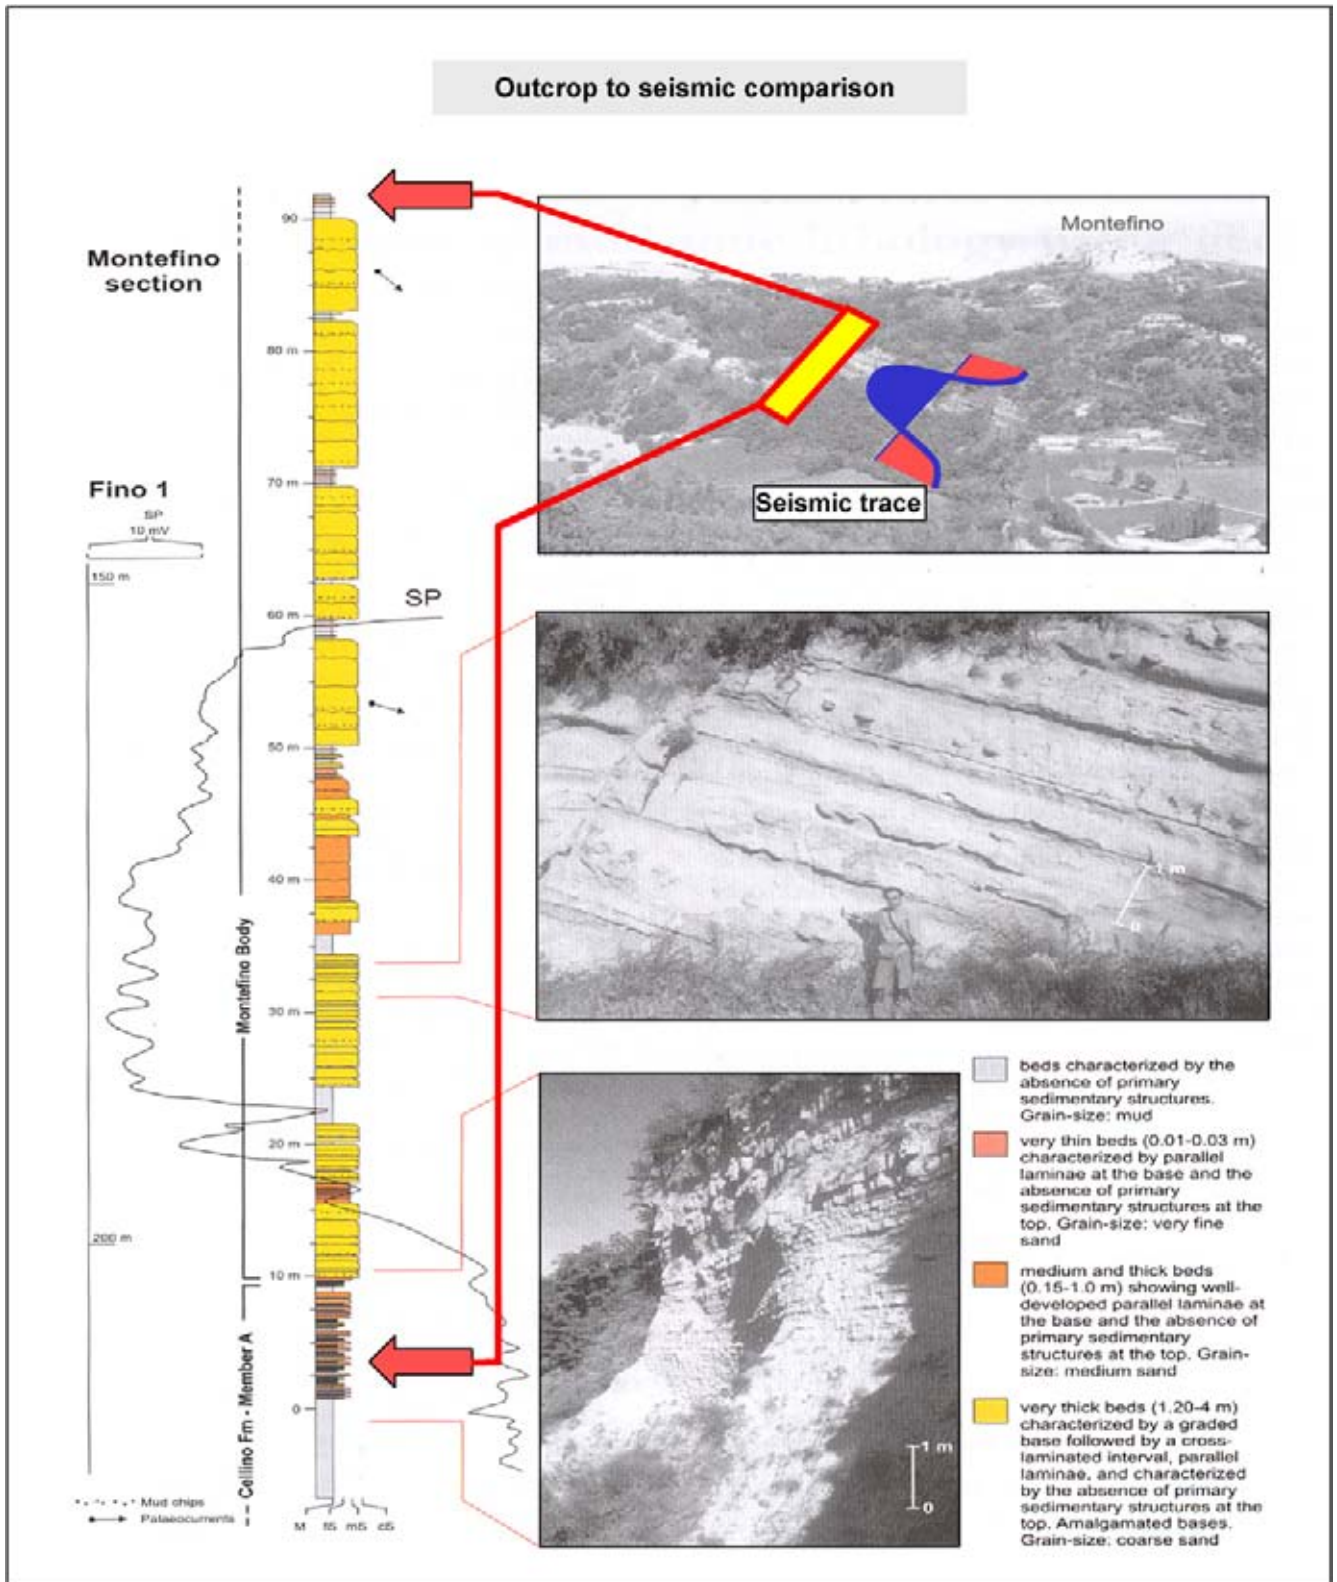 Outcrop to seismic comparison
Montefino
section
90
80 m
70 m
60 m
50 m
40 m
30 m
20 m
10 m
0
Fino 1
SP
10 mV
150 m
200 m
SP
Montefino Body
Cellino Fm - Member A
Mud chips
Palaeocurrents
M fS mS cS
Montefino
Seismic trace
1 m
0
1 m
0
beds characterized by the
absence of primary
sedimentary structures.
Grain-size: mud
very thin beds (0.01-0.03 m)
characterized by parallel
laminae at the base and the
absence of primary
sedimentary structures at the
top. Grain-size: very fine
sand
medium and thick beds
(0.15-1.0 m) showing well-
developed parallel laminae at
the base and the absence of
primary sedimentary
structures at the top. Grain-
size: medium sand
very thick beds (1.20-4 m)
characterized by a graded
base followed by a cross-
laminated interval, parallel
laminae, and characterized
by the absence of primary
sedimentary structures at the
top. Amalgamated bases.
Grain-size: coarse sand